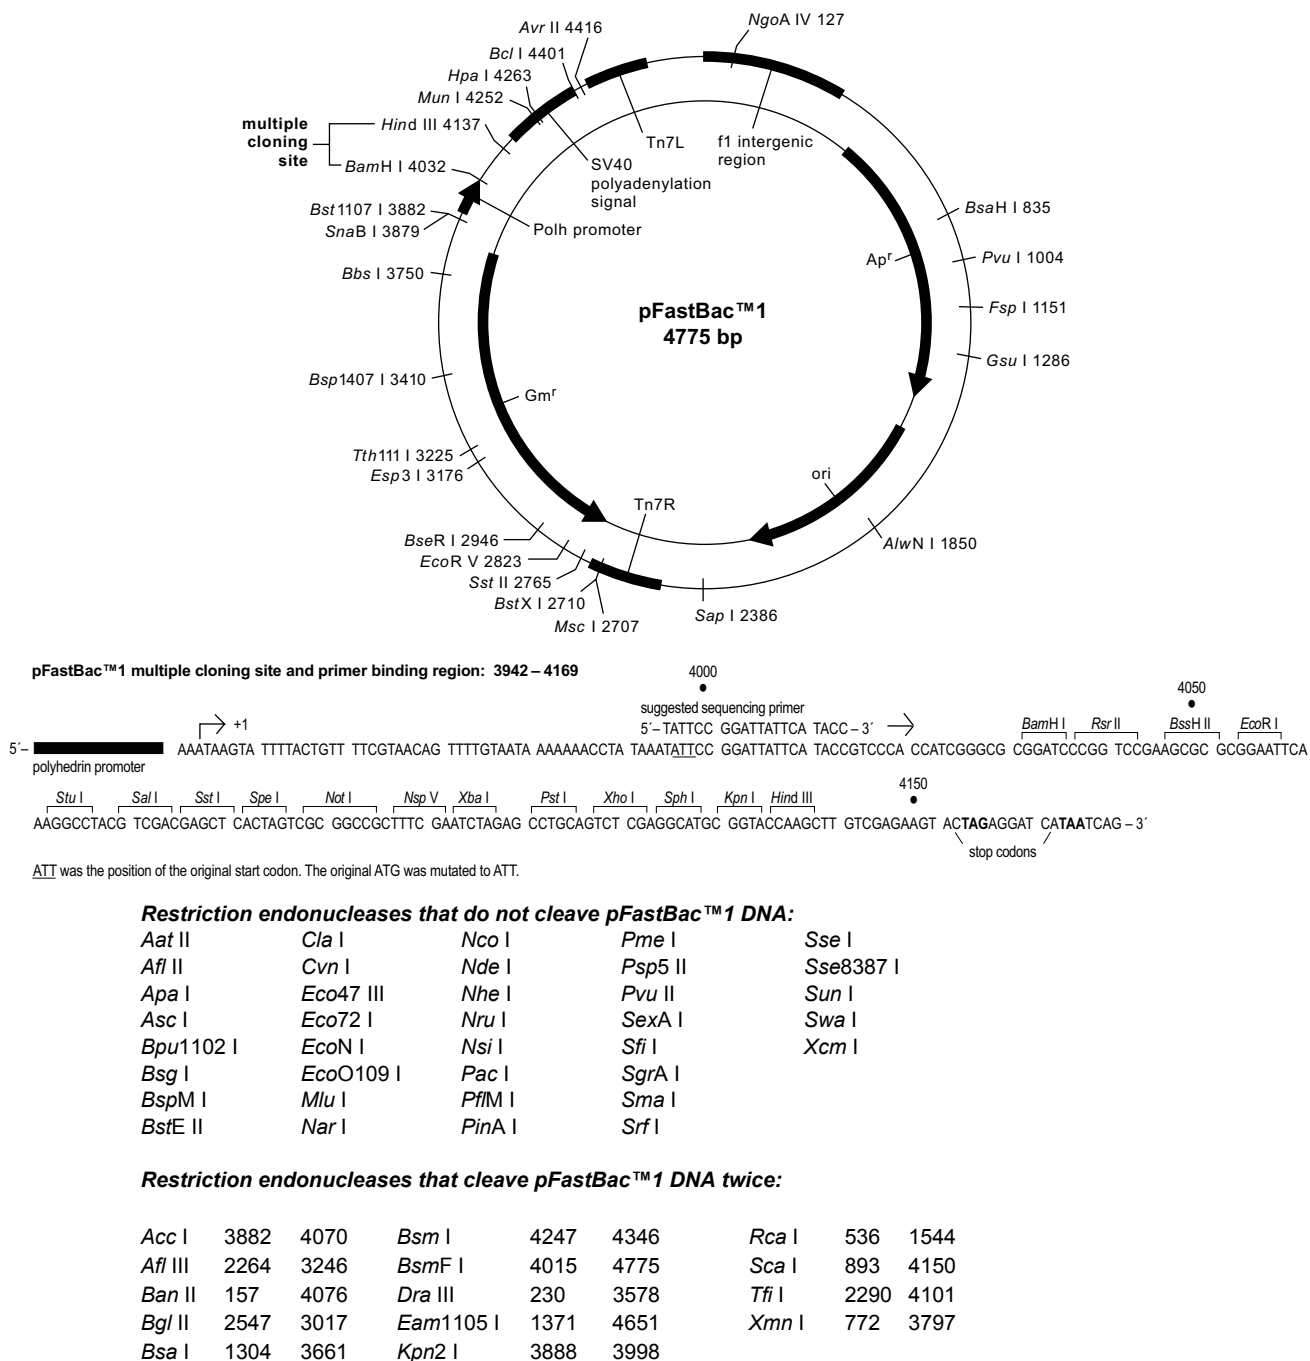 NgoA IV 127
Avr II 4416
Bcl I 4401
Hpa I 4263
Mun I 4252
multiple
cloning
site
Hind III 4137
BamH I 4032
Tn7L
f1 intergenic
region
SV40
polyadenylation
signal
Bst1107 I 3882
SnaB I 3879
Polh promoter
BsaH I 835
Apr
Pvu I 1004
Bbs I 3750
pFastBac™1
4775 bp
Fsp I 1151
Gsu I 1286
Bsp1407 I 3410
Gmr
Tth111 I 3225
Esp3 I 3176
ori
Tn7R
BseR I 2946
EcoR V 2823
Sst II 2765
BstX I 2710
Msc I 2707
AlwN I 1850
Sap I 2386
pFastBac™1 multiple cloning site and primer binding region: 3942 – 4169
4000
4050
suggested sequencing primer
+1
5´– TATTCC GGATTATTCA TACC – 3´
BamH I Rsr II BssH II EcoR I
5´– AAATAAGTA TTTTACTGTT TTCGTAACAG TTTTGTAATA AAAAAACCTA TAAATATTCC GGATTATTCA TACCGTCCCA CCATCGGGCG CGGATCCCGG TCCGAAGCGC GCGGAATTCA
polyhedrin promoter
Stu I Sal I Sst I Spe I Not I Nsp V Xba I Pst I Xho I Sph I Kpn I Hind III 4150
AAGGCCTACG TCGACGAGCT CACTAGTCGC GGCCGCTTTC GAATCTAGAG CCTGCAGTCT CGAGGCATGC GGTACCAAGCTT GTCGAGAAGT ACTAGAGGAT CATAATCAG – 3´
stop codons
ATT was the position of the original start codon. The original ATG was mutated to ATT.
Restriction endonucleases that do not cleave pFastBac™1 DNA:
Aat II Cla I Nco I Pme I Sse I
Afl II Cvn I Nde I Psp5 II Sse8387 I
Apa I Eco47 III Nhe I Pvu II Sun I
Asc I Eco72 I Nru I SexA I Swa I
Bpu1102 I EcoN I Nsi I Sfi I Xcm I
Bsg I EcoO109 I Pac I SgrA I
BspM I Mlu I PflM I Sma I
BstE II Nar I PinA I Srf I
Restriction endonucleases that cleave pFastBac™1 DNA twice:
Acc I 3882 4070 Bsm I 4247 4346 Rca I 536 1544
Afl III 2264 3246 BsmF I 4015 4775 Sca I 893 4150
Ban II 157 4076 Dra III 230 3578 Tfi I 2290 4101
Bgl II 2547 3017 Eam1105 I 1371 4651 Xmn I 772 3797
Bsa I 1304 3661 Kpn2 I 3888 3998